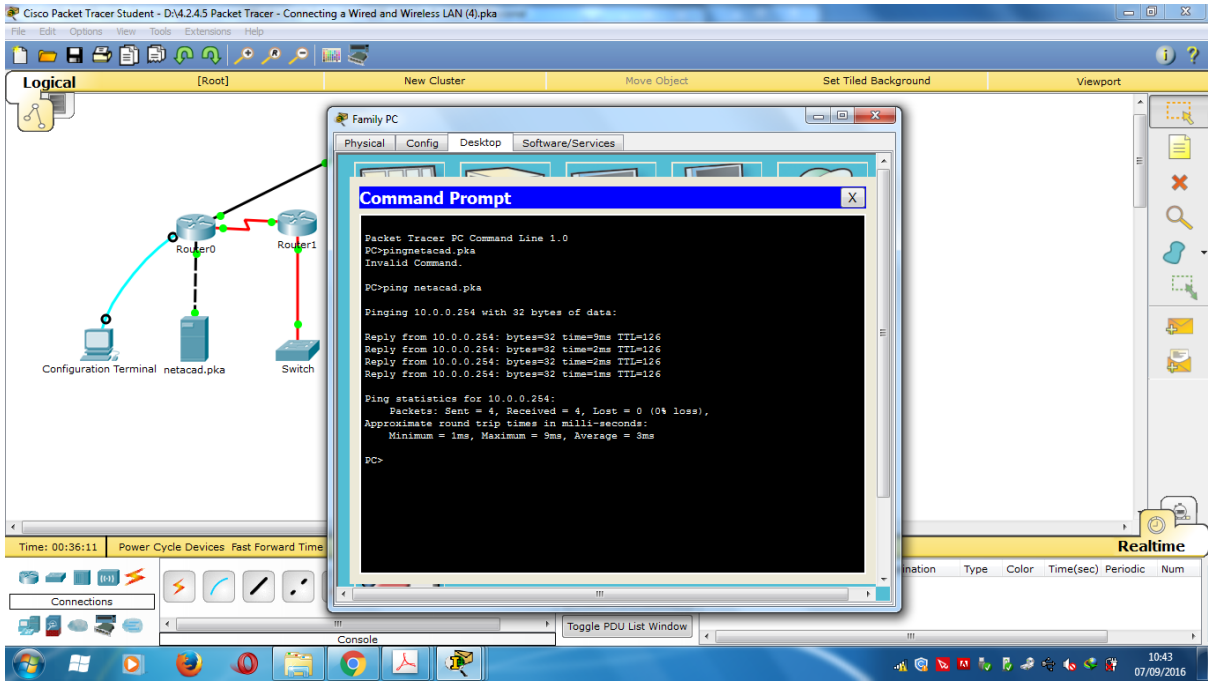 Cisco Packet Tracer Student - D:\4.2.4.5 Packet Tracer - Connecting a Wired and Wireless LAN (4).pka
File Edit Options View Tools Extensions Help
Logical [Root] New Cluster Move Object Set Tiled Background Viewport
Family PC
Physical Config Desktop Software/Services
Command Prompt X
Packet Tracer PC Command Line 1.0
PC>pingnetacad.pka
Invalid Command.
PC>ping netacad.pka
Pinging 10.0.0.254 with 32 bytes of data:
Reply from 10.0.0.254: bytes=32 time=9ms TTL=126
Reply from 10.0.0.254: bytes=32 time=2ms TTL=126
Reply from 10.0.0.254: bytes=32 time=2ms TTL=126
Reply from 10.0.0.254: bytes=32 time=1ms TTL=126
Ping statistics for 10.0.0.254:
Packets: Sent = 4, Received = 4, Lost = 0 (0% loss),
Approximate round trip times in milli-seconds:
Minimum = 1ms, Maximum = 9ms, Average = 3ms
PC>
Router0
Router1
Configuration Terminal
netacad.pka
Switch
Time: 00:36:11 Power Cycle Devices Fast Forward Time
Realtime
Connections
Console
Toggle PDU List Window
Type Color Time(sec) Periodic Num
10:43
07/09/2016